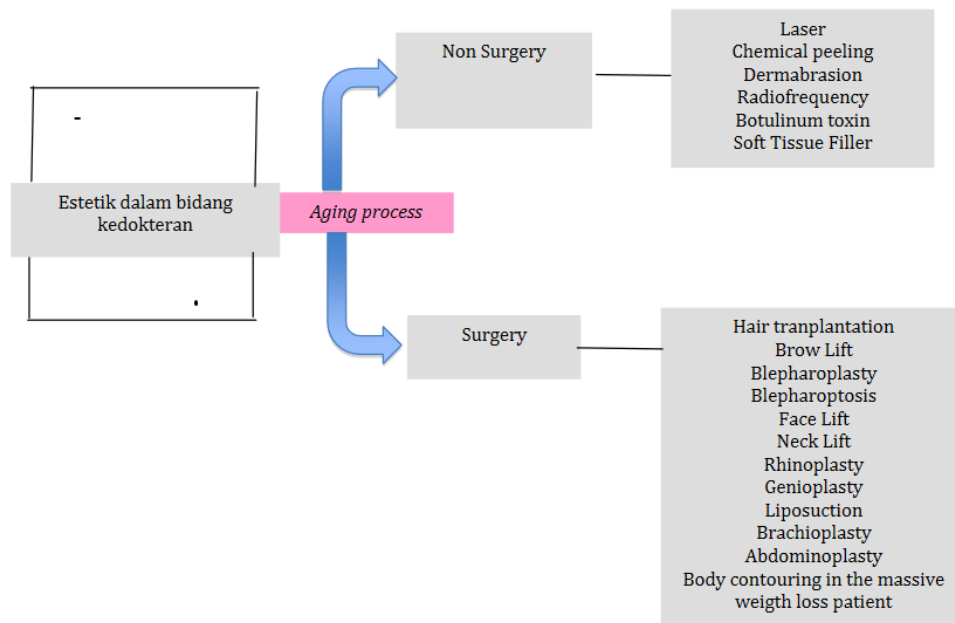 Estetik dalam bidang
kedokteran
Aging process
Non Surgery
Laser
Chemical peeling
Dermabrasion
Radiofrequency
Botulinum toxin
Soft Tissue Filler
Surgery
Hair tranplantation
Brow Lift
Blepharoplasty
Blepharoptosis
Face Lift
Neck Lift
Rhinoplasty
Genioplasty
Liposuction
Brachioplasty
Abdominoplasty
Body contouring in the massive
weigth loss patient